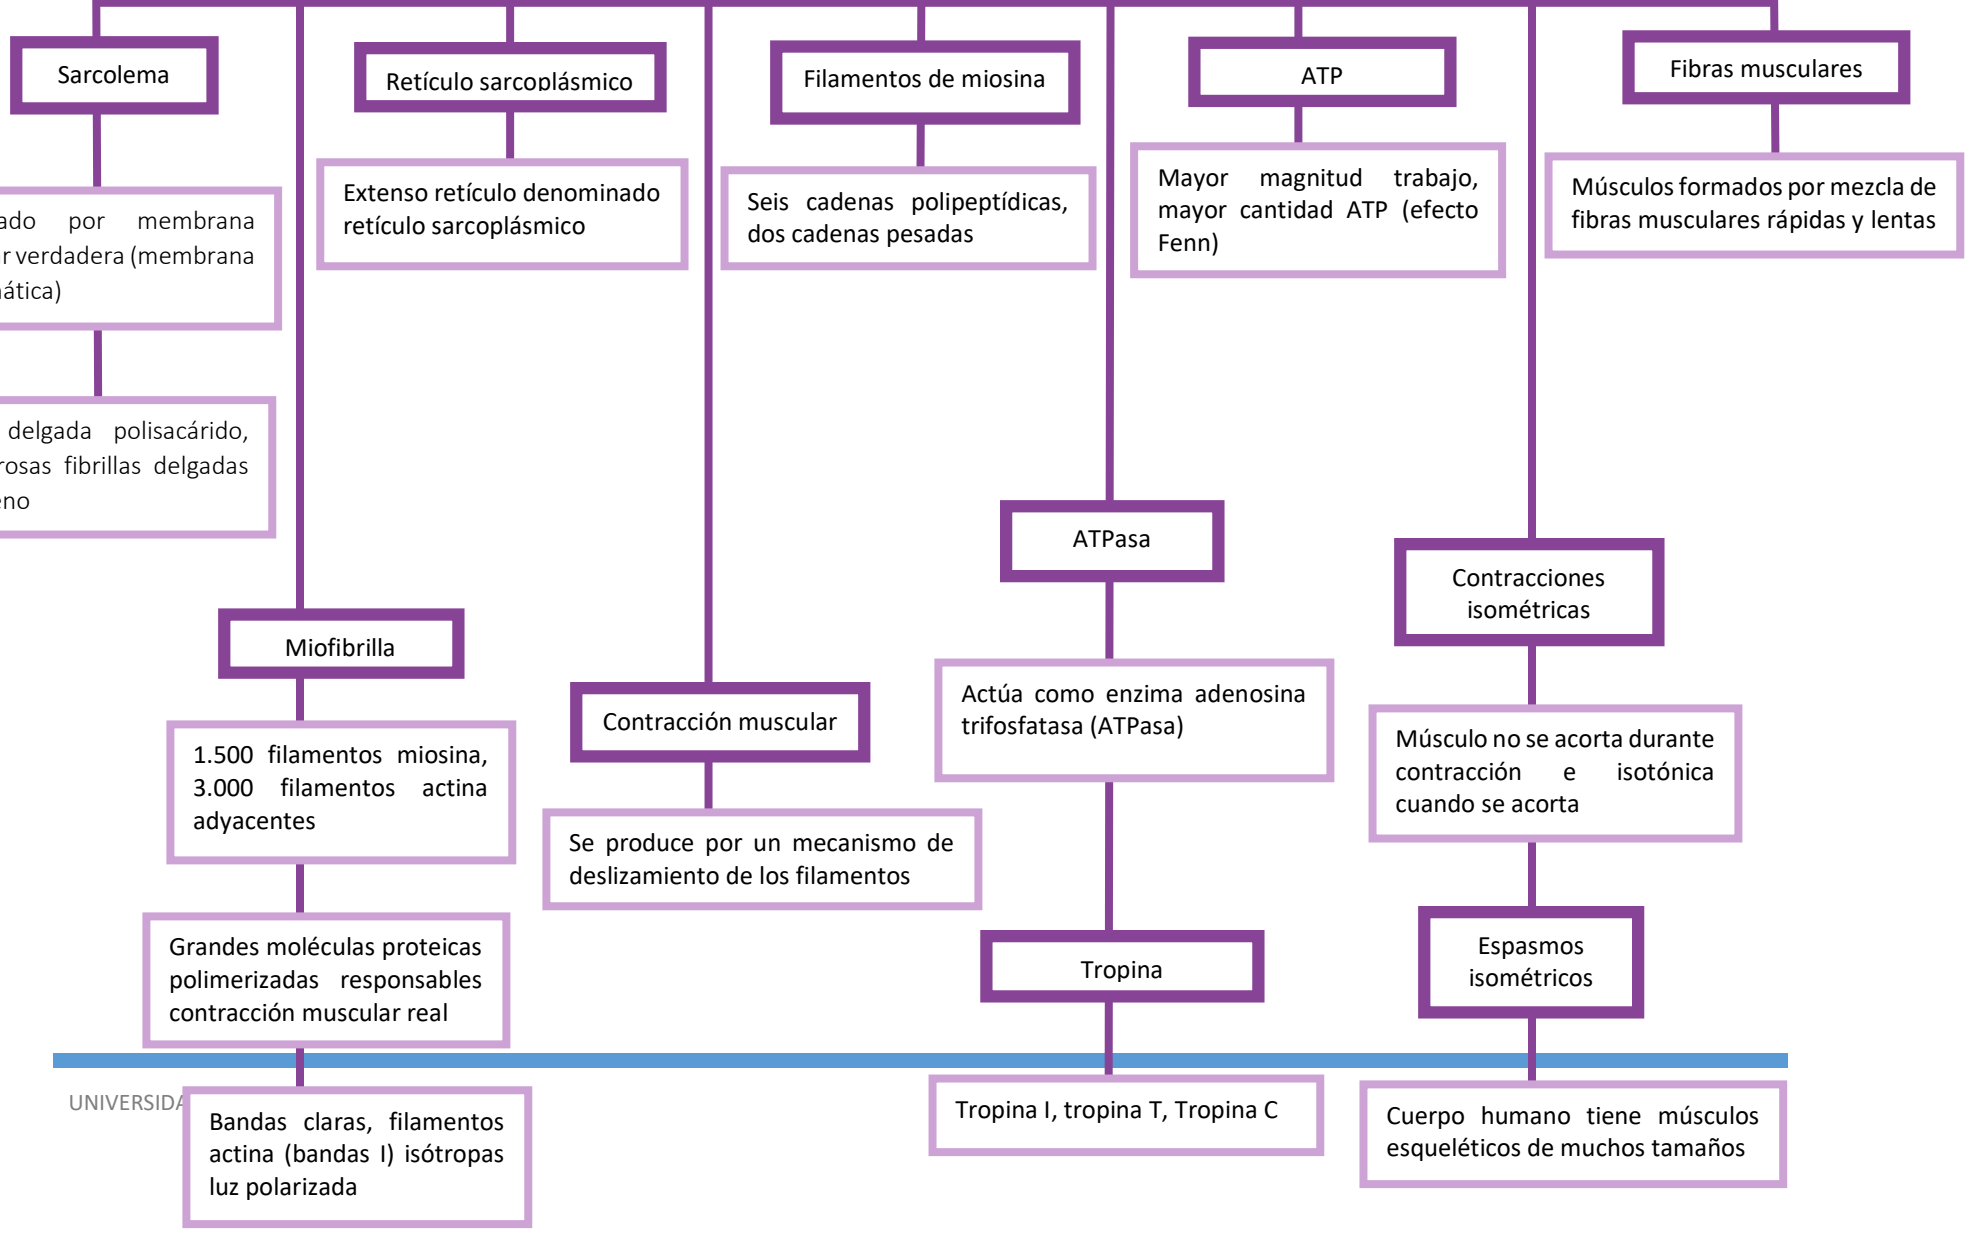 Sarcolema
Retículo sarcoplásmico
Filamentos de miosina
ATP
Fibras musculares
por membrana
verdadera (membrana
Extenso retículo denominado
retículo sarcoplásmico
Seis cadenas polipeptídicas,
dos cadenas pesadas
Mayor magnitud trabajo,
mayor cantidad ATP (efecto
Fenn)
Músculos formados por mezcla de
fibras musculares rápidas y lentas
delgada polisacárido,
fibrillas delgadas
ATPasa
Contracciones
isométricas
Miofibrilla
Contracción muscular
Actúa como enzima adenosina
trifosfatasa (ATPasa)
Músculo no se acorta durante
contracción e isotónica
cuando se acorta
1.500 filamentos miosina,
3.000 filamentos actina
adyacentes
Se produce por un mecanismo de
deslizamiento de los filamentos
Grandes moléculas proteicas
polimerizadas responsables
contracción muscular real
Tropina
Espasmos
isométricos
Bandas claras, filamentos
actina (bandas I) isótropas
luz polarizada
Tropina I, tropina T, Tropina C
Cuerpo humano tiene músculos
esqueléticos de muchos tamaños